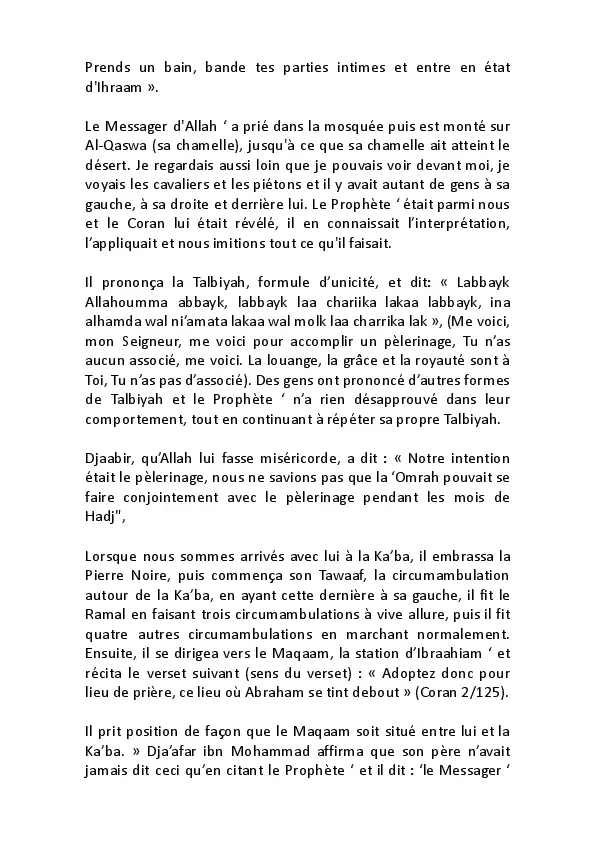 Prends un bain, bande tes parties intimes et entre en état
d'Ihraam ».
Le Messager d'Allah ‘ a prié dans la mosquée puis est monté sur
Al-Qaswa (sa chamelle), jusqu'à ce que sa chamelle ait atteint le
désert. Je regardais aussi loin que je pouvais voir devant moi, je
voyais les cavaliers et les piétons et il y avait autant de gens à sa
gauche, à sa droite et derrière lui. Le Prophète ‘ était parmi nous
et le Coran lui était révélé, il en connaissait l’interprétation,
l’appliquait et nous imitions tout ce qu'il faisait.
Il prononça la Talbiyah, formule d’unicité, et dit: « Labbayk
Allahoumma abbayk, labbayk laa chariika lakaa labbayk, ina
alhamda wal ni’amata lakaa wal molk laa charrika lak », (Me voici,
mon Seigneur, me voici pour accomplir un pèlerinage, Tu n’as
aucun associé, me voici. La louange, la grâce et la royauté sont à
Toi, Tu n’as pas d’associé). Des gens ont prononcé d’autres formes
de Talbiyah et le Prophète ‘ n’a rien désapprouvé dans leur
comportement, tout en continuant à répéter sa propre Talbiyah.
Djaabir, qu’Allah lui fasse miséricorde, a dit : « Notre intention
était le pèlerinage, nous ne savions pas que la ‘Omrah pouvait se
faire conjointement avec le pèlerinage pendant les mois de
Hadj",
Lorsque nous sommes arrivés avec lui à la Ka’ba, il embrassa la
Pierre Noire, puis commença son Tawaaf, la circumambulation
autour de la Ka’ba, en ayant cette dernière à sa gauche, il fit le
Ramal en faisant trois circumambulations à vive allure, puis il fit
quatre autres circumambulations en marchant normalement.
Ensuite, il se dirigea vers le Maqaam, la station d’Ibraahiam ‘ et
récita le verset suivant (sens du verset) : « Adoptez donc pour
lieu de prière, ce lieu où Abraham se tint debout » (Coran 2/125).
Il prit position de façon que le Maqaam soit situé entre lui et la
Ka’ba. » Dja’afar ibn Mohammad affirma que son père n’avait
jamais dit ceci qu’en citant le Prophète ‘ et il dit : ‘le Messager ‘